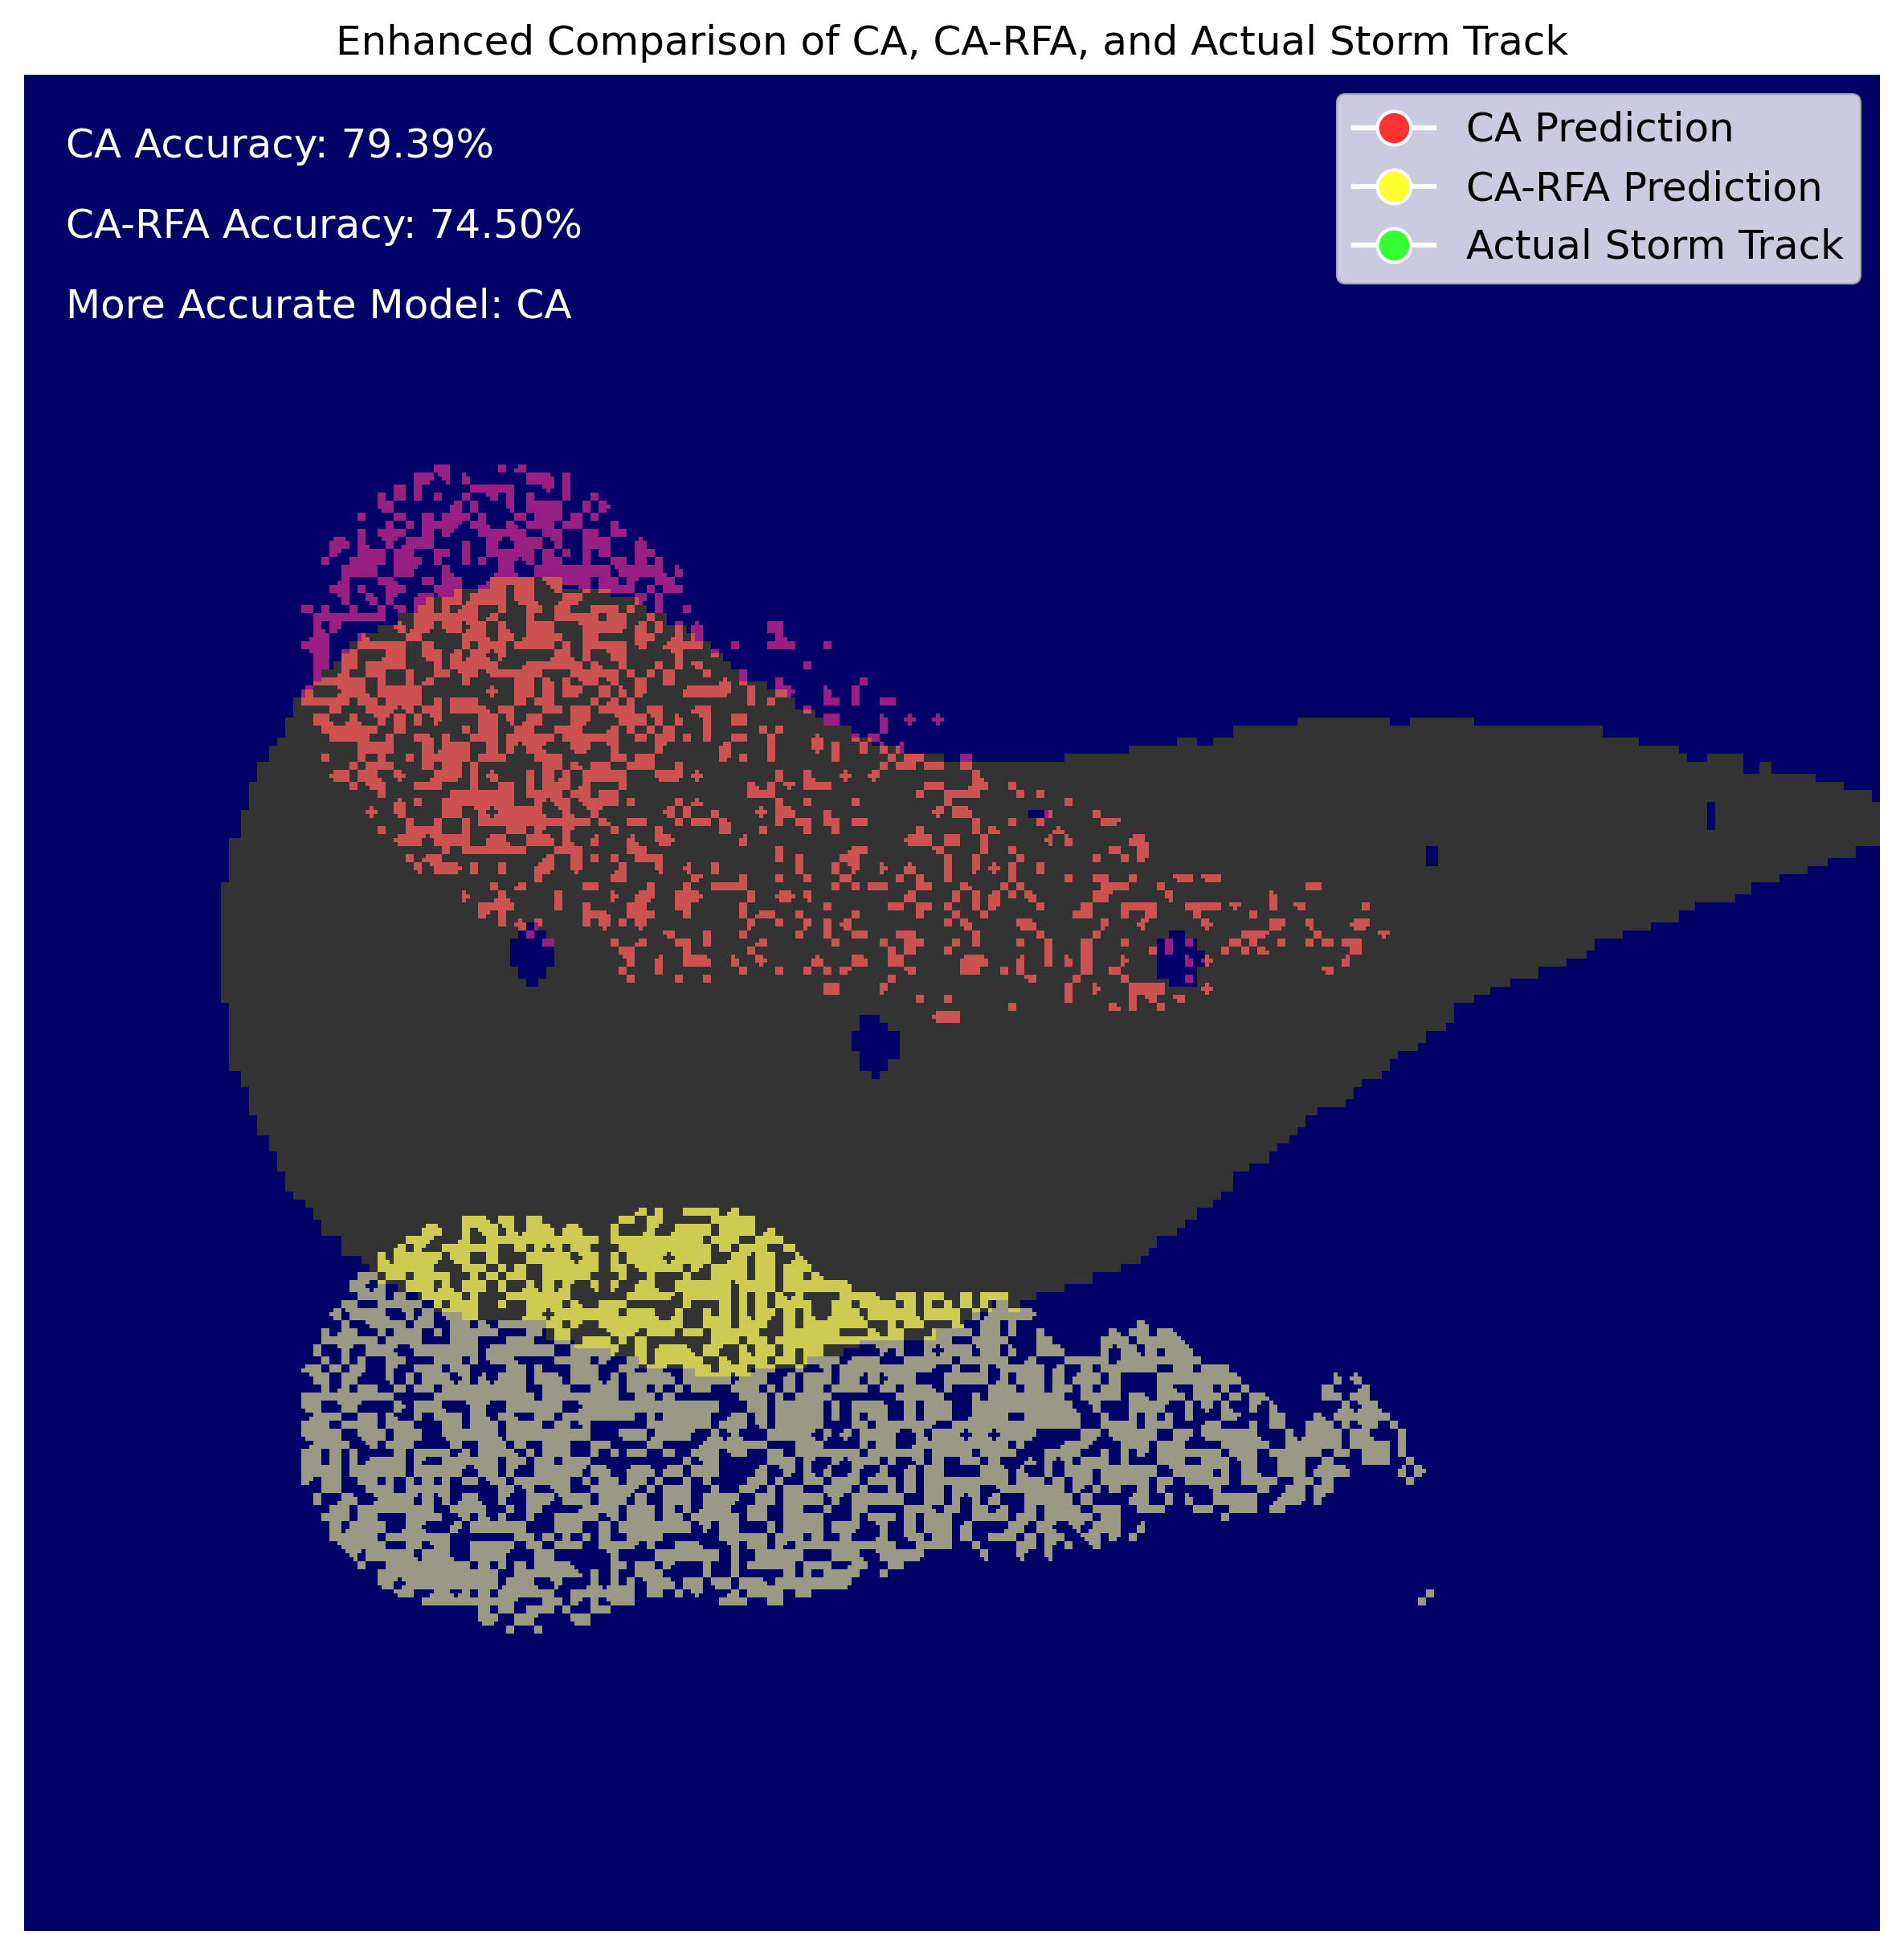 Enhanced Comparison of CA, CA-RFA, and Actual Storm Track
CA Accuracy: 79.39%
CA-RFA Accuracy: 74.50%
More Accurate Model: CA
CA Prediction
CA-RFA Prediction
Actual Storm Track